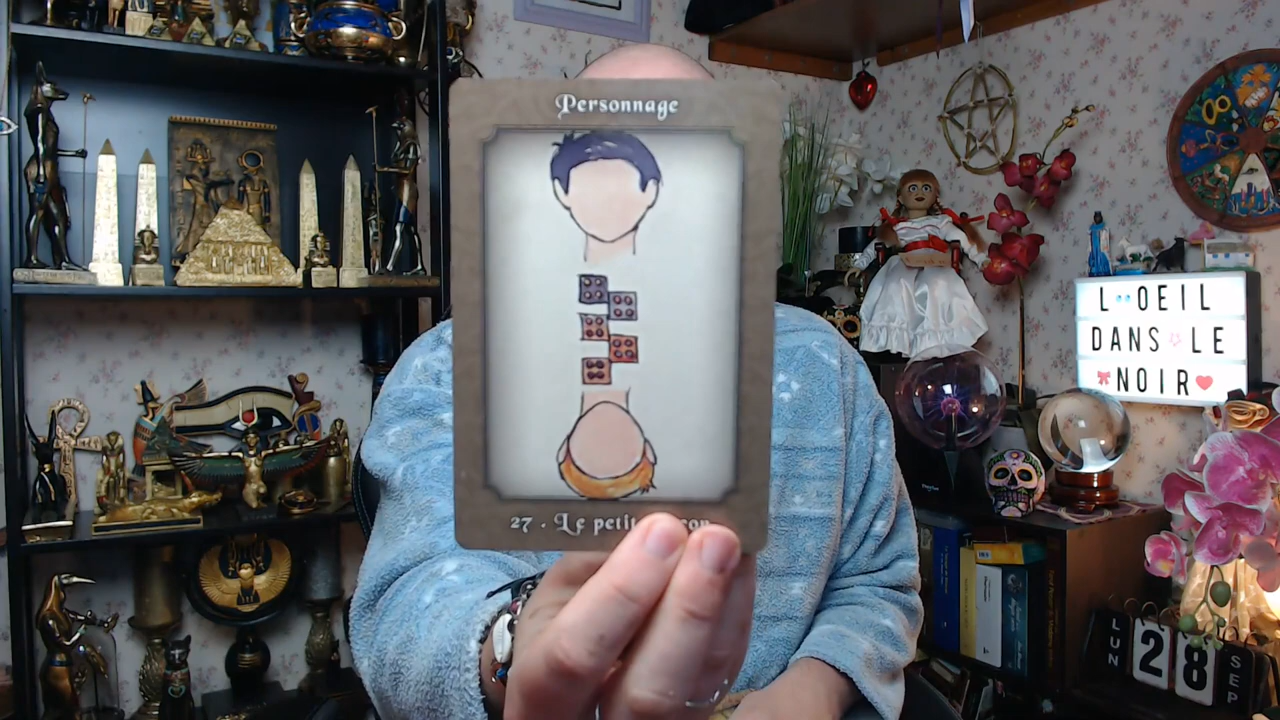 Personnage
27 . Le petit
L OEIL
DANS LE
NOIR
LUN
28
SEP